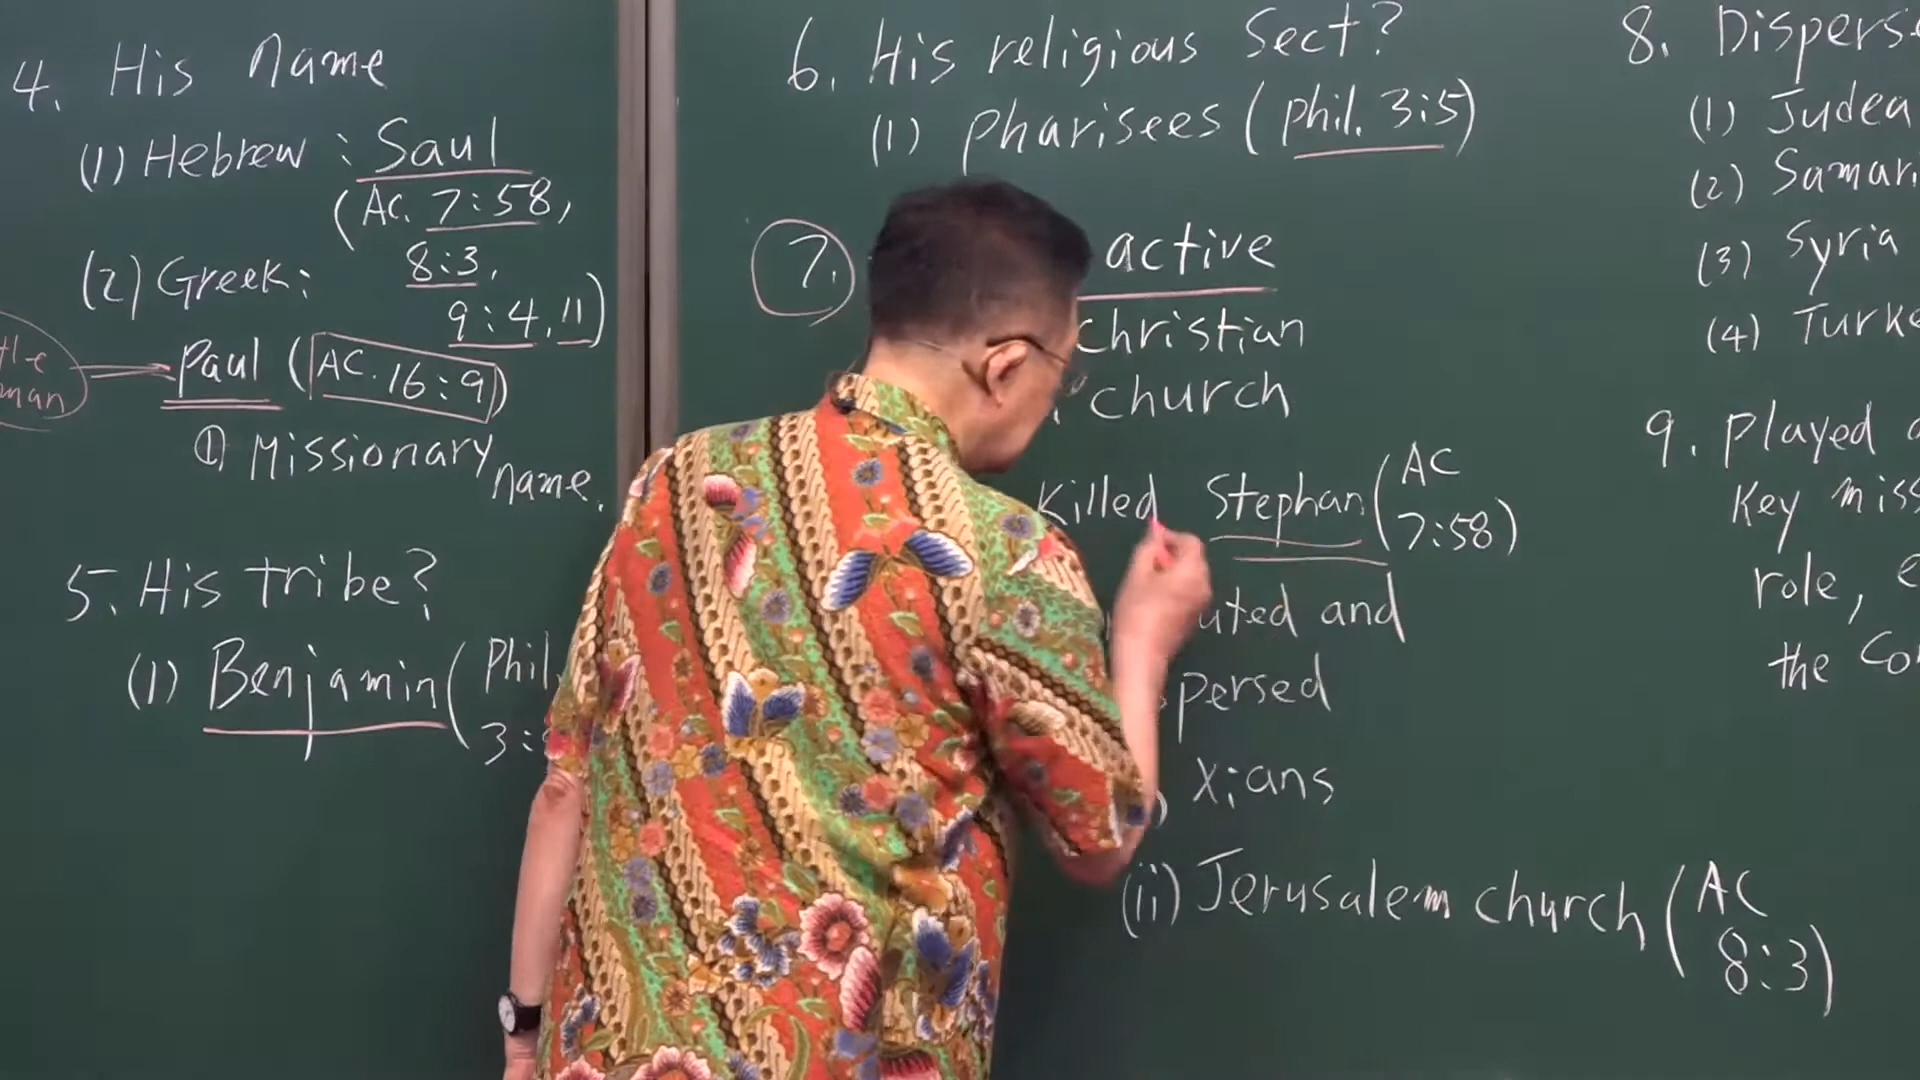 4. His name
(1) Hebrew : Saul
(AC. 7:58,
8:3,
9:4, 11)
(2) Greek:
Paul (AC. 16:9)
① Missionary
name.
5. His tribe?
(1) Benjamin (Phil.
3:
6. His religious Sect?
(1) pharisees (phil. 3:5)
7.
active
christian
church
Killed Stephan (AC
7:58)
uted and
persed
Xians
(ii) Jerusalem church (AC
8:3)
8. Disperse
(1) Judea
(2) Samar
(3) Syria
(4) Turke
9. played
Key miss
role,
the Co